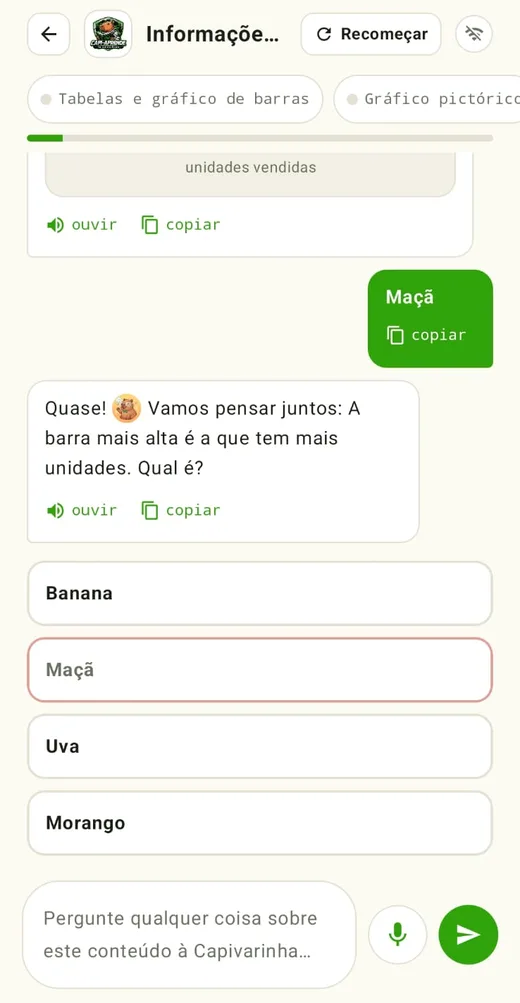 Informaçõe...
Recomeçar
Tabelas e gráfico de barras
Gráfico pictórico
unidades vendidas
ouvir
copiar
Maçã
copiar
Quase! Vamos pensar juntos: A
barra mais alta é a que tem mais
unidades. Qual é?
ouvir
copiar
Banana
Maçã
Uva
Morango
Pergunte qualquer coisa sobre
este conteúdo à Capivarinha...